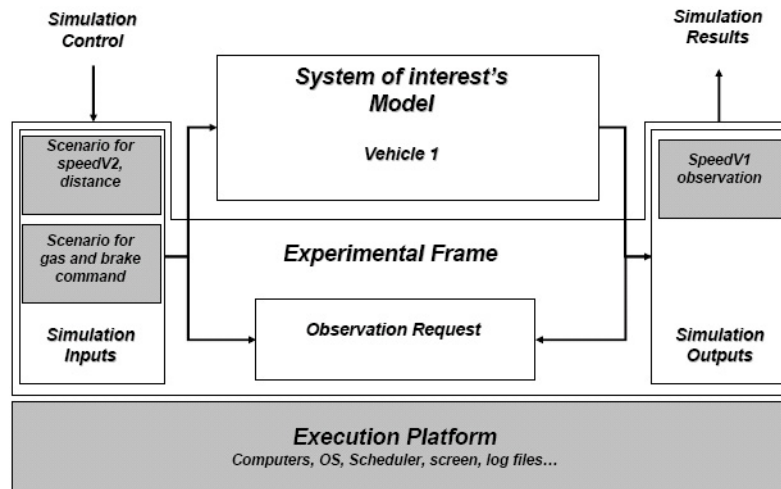 Simulation
Control
Simulation
Results
System of interest's
Model
Vehicle 1
Scenario for
speedV2,
distance
SpeedV1
observation
Scenario for
gas and brake
command
Experimental Frame
Simulation
Inputs
Observation Request
Simulation
Outputs
Execution Platform
Computers, OS, Scheduler, screen, log files…